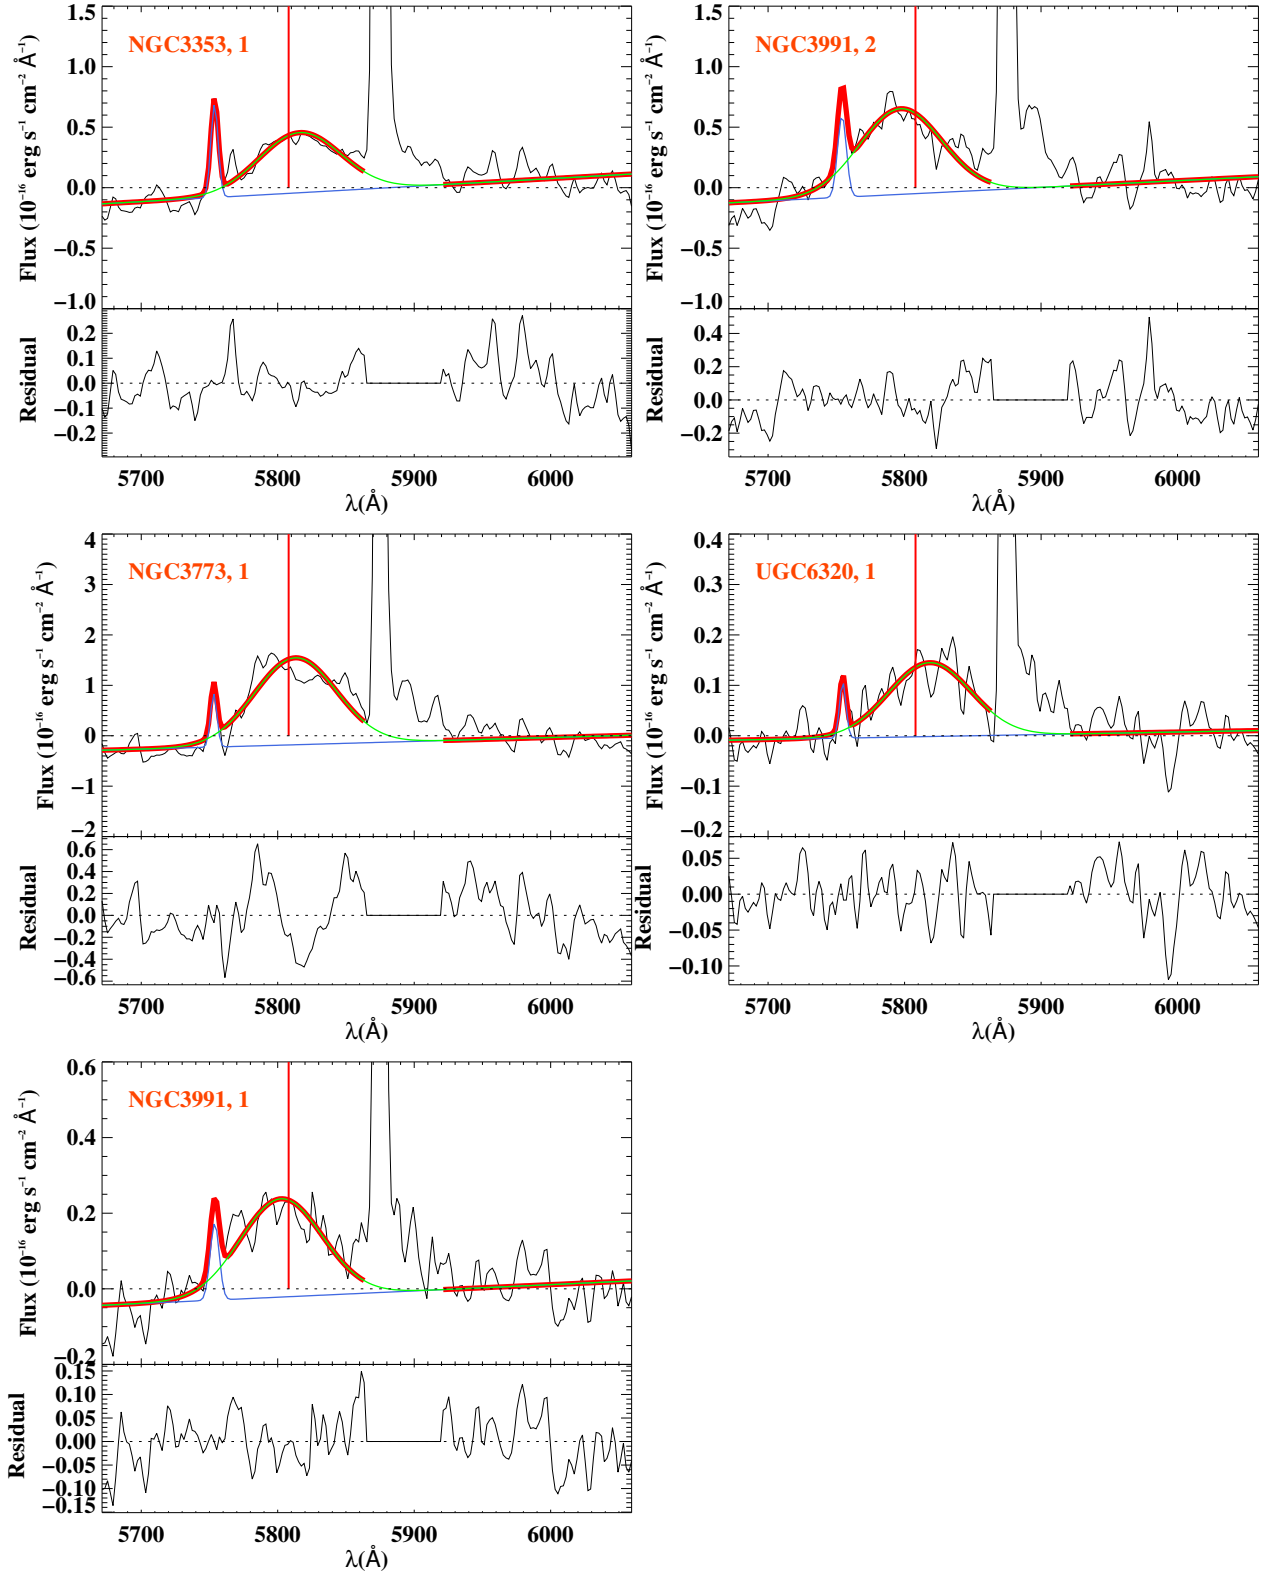 NGC3353, 1
Flux (10⁻¹⁶ erg s⁻¹ cm⁻² Å⁻¹)
1.5
1.0
0.5
0.0
−0.5
−1.0
Residual
0.2
0.1
0.0
−0.1
−0.2
5700 5800 5900 6000
λ(Å)
NGC3991, 2
Flux (10⁻¹⁶ erg s⁻¹ cm⁻² Å⁻¹)
1.5
1.0
0.5
0.0
−0.5
−1.0
Residual
0.4
0.2
0.0
−0.2
5700 5800 5900 6000
λ(Å)
NGC3773, 1
Flux (10⁻¹⁶ erg s⁻¹ cm⁻² Å⁻¹)
4
3
2
1
0
−1
−2
Residual
0.6
0.4
0.2
0.0
−0.2
−0.4
−0.6
5700 5800 5900 6000
λ(Å)
UGC6320, 1
Flux (10⁻¹⁶ erg s⁻¹ cm⁻² Å⁻¹)
0.4
0.3
0.2
0.1
0.0
−0.1
−0.2
Residual
0.05
0.00
−0.05
−0.10
5700 5800 5900 6000
λ(Å)
NGC3991, 1
Flux (10⁻¹⁶ erg s⁻¹ cm⁻² Å⁻¹)
0.6
0.4
0.2
0.0
−0.2
Residual
0.15
0.10
0.05
0.00
−0.05
−0.10
−0.15
5700 5800 5900 6000
λ(Å)